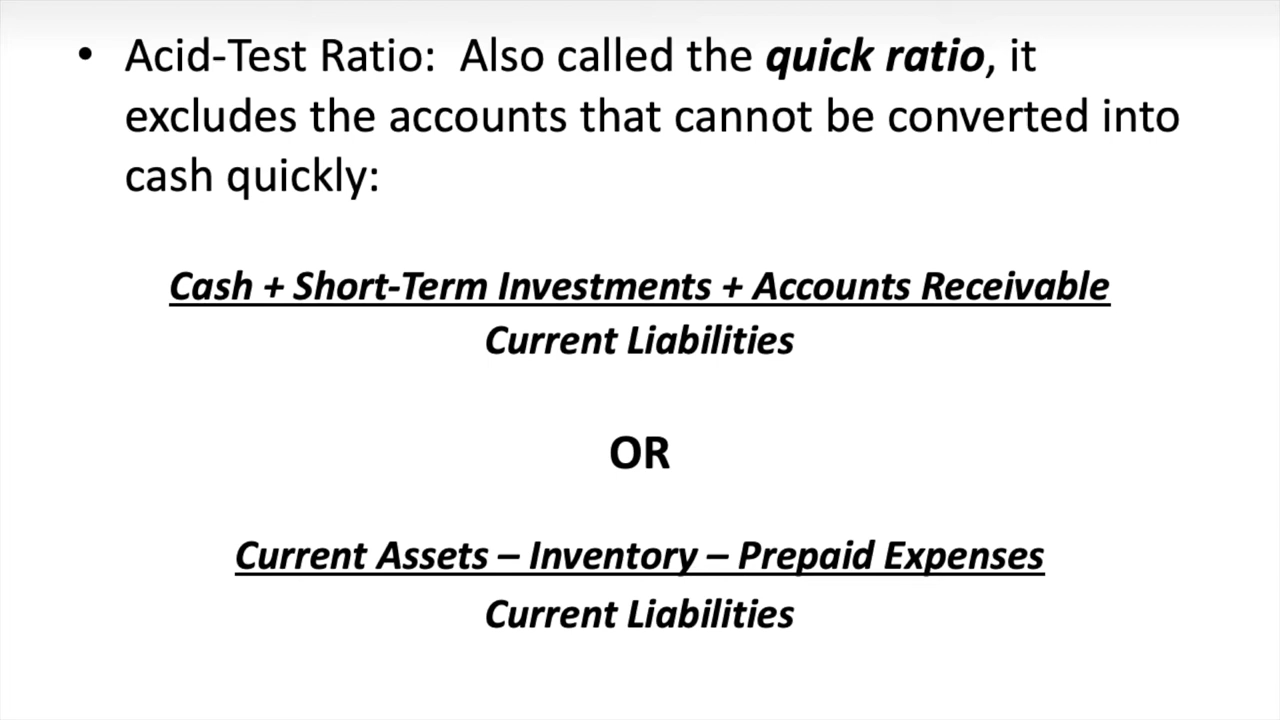 • Acid-Test Ratio:  Also called the quick ratio, it
excludes the accounts that cannot be converted into
cash quickly:
Cash + Short-Term Investments + Accounts Receivable
Current Liabilities
OR
Current Assets – Inventory – Prepaid Expenses
Current Liabilities